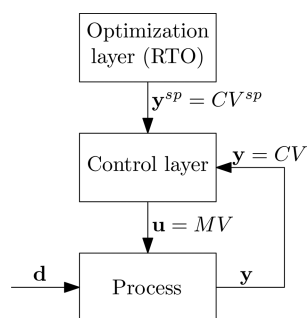 Optimization
layer (RTO)
y^{sp} = CV^{sp}
Control layer
y = CV
u = MV
d
Process
y